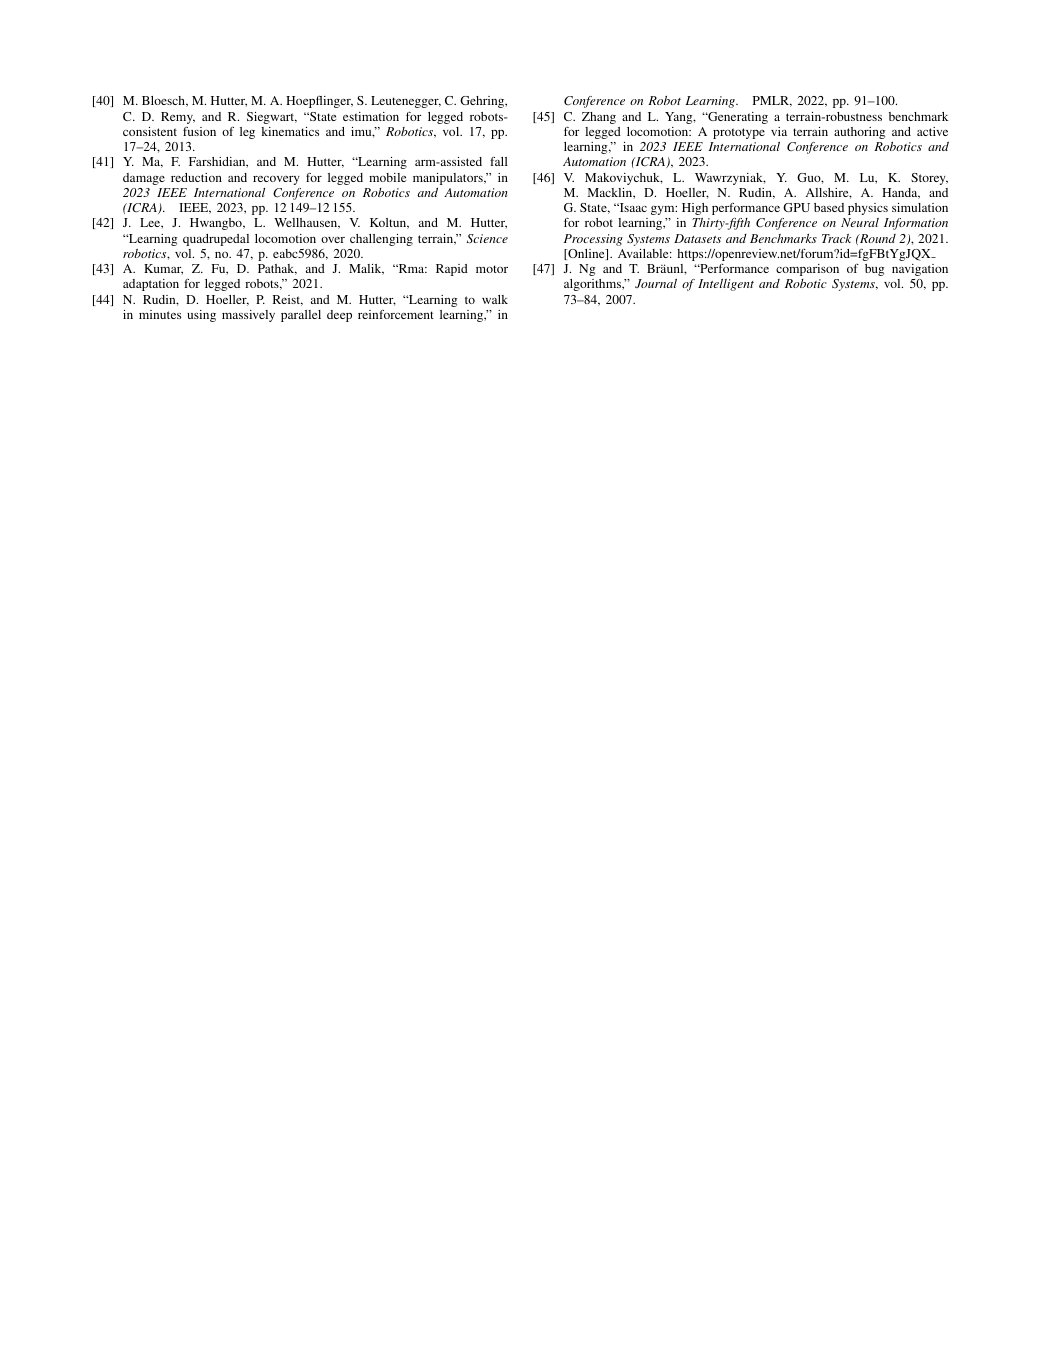 [40] M. Bloesch, M. Hutter, M. A. Hoepflinger, S. Leutenegger, C. Gehring,
C. D. Remy, and R. Siegwart, “State estimation for legged robots-
consistent fusion of leg kinematics and imu,” Robotics, vol. 17, pp.
17–24, 2013.
[41] Y. Ma, F. Farshidian, and M. Hutter, “Learning arm-assisted fall
damage reduction and recovery for legged mobile manipulators,” in
2023 IEEE International Conference on Robotics and Automation
(ICRA). IEEE, 2023, pp. 12 149–12 155.
[42] J. Lee, J. Hwangbo, L. Wellhausen, V. Koltun, and M. Hutter,
“Learning quadrupedal locomotion over challenging terrain,” Science
robotics, vol. 5, no. 47, p. eabc5986, 2020.
[43] A. Kumar, Z. Fu, D. Pathak, and J. Malik, “Rma: Rapid motor
adaptation for legged robots,” 2021.
[44] N. Rudin, D. Hoeller, P. Reist, and M. Hutter, “Learning to walk
in minutes using massively parallel deep reinforcement learning,” in
Conference on Robot Learning. PMLR, 2022, pp. 91–100.
[45] C. Zhang and L. Yang, “Generating a terrain-robustness benchmark
for legged locomotion: A prototype via terrain authoring and active
learning,” in 2023 IEEE International Conference on Robotics and
Automation (ICRA), 2023.
[46] V. Makoviychuk, L. Wawrzyniak, Y. Guo, M. Lu, K. Storey,
M. Macklin, D. Hoeller, N. Rudin, A. Allshire, A. Handa, and
G. State, “Isaac gym: High performance GPU based physics simulation
for robot learning,” in Thirty-fifth Conference on Neural Information
Processing Systems Datasets and Benchmarks Track (Round 2), 2021.
[Online]. Available: https://openreview.net/forum?id=fgFBtYgJQX_
[47] J. Ng and T. Bräunl, “Performance comparison of bug navigation
algorithms,” Journal of Intelligent and Robotic Systems, vol. 50, pp.
73–84, 2007.